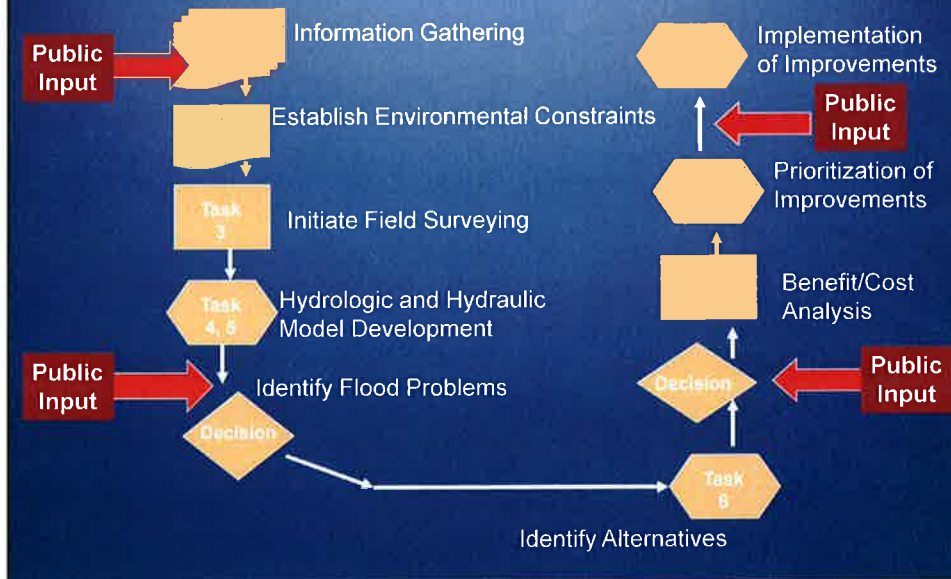 Information Gathering
Public
Input
Establish Environmental Constraints
Task
3
Initiate Field Surveying
Task
4, 5
Hydrologic and Hydraulic
Model Development
Public
Input
Identify Flood Problems
Decision
Task
6
Identify Alternatives
Decision
Public
Input
Benefit/Cost
Analysis
Prioritization of
Improvements
Public
Input
Implementation
of Improvements